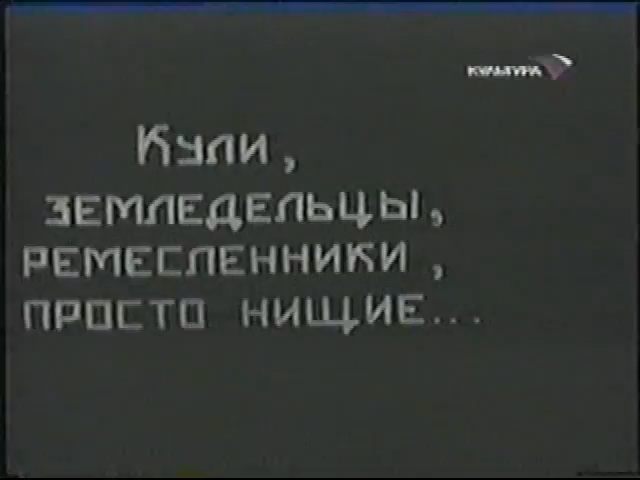 КУЛЬТУРА
Кули,
ЗЕМЛЕДЕЛЬЦЫ,
РЕМЕСЛЕННИКИ,
ПРОСТО НИЩИЕ...